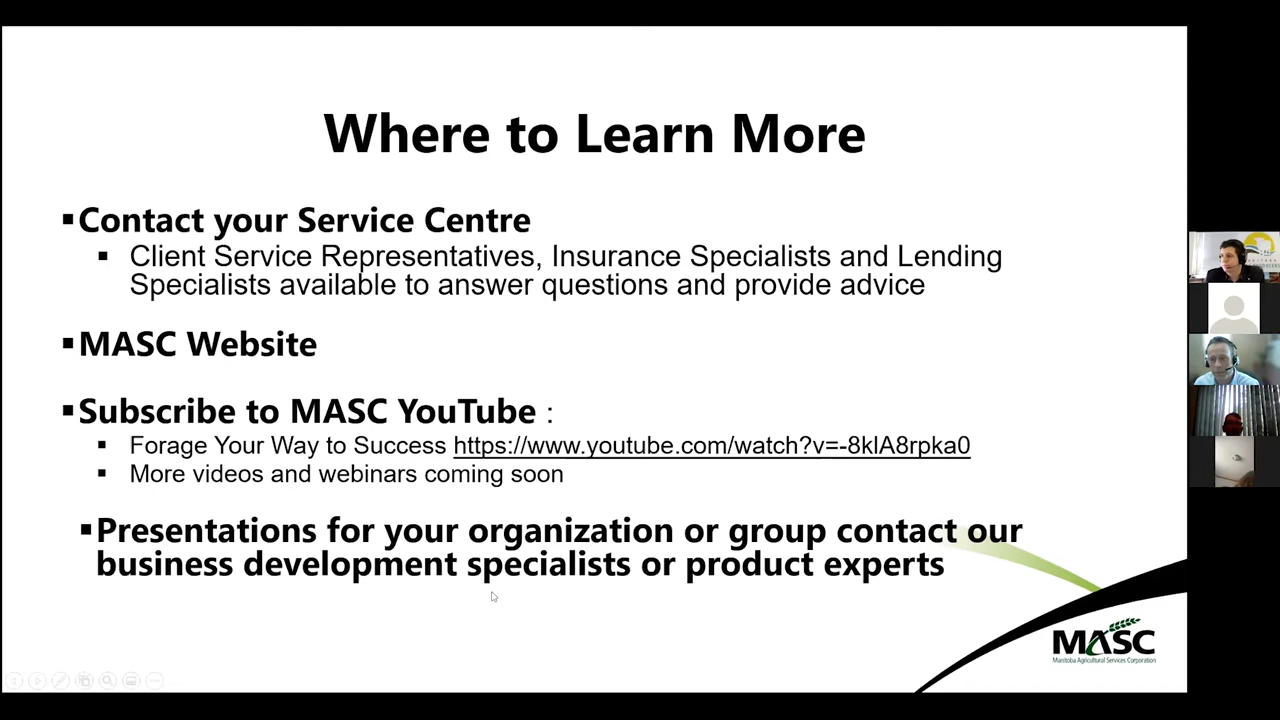 Where to Learn More
▪Contact your Service Centre
▪ Client Service Representatives, Insurance Specialists and Lending
Specialists available to answer questions and provide advice
▪MASC Website
▪Subscribe to MASC YouTube :
▪ Forage Your Way to Success https://www.youtube.com/watch?v=-8klA8rpka0
▪ More videos and webinars coming soon
▪Presentations for your organization or group contact our
business development specialists or product experts
MASC
Manitoba Agricultural Services Corporation